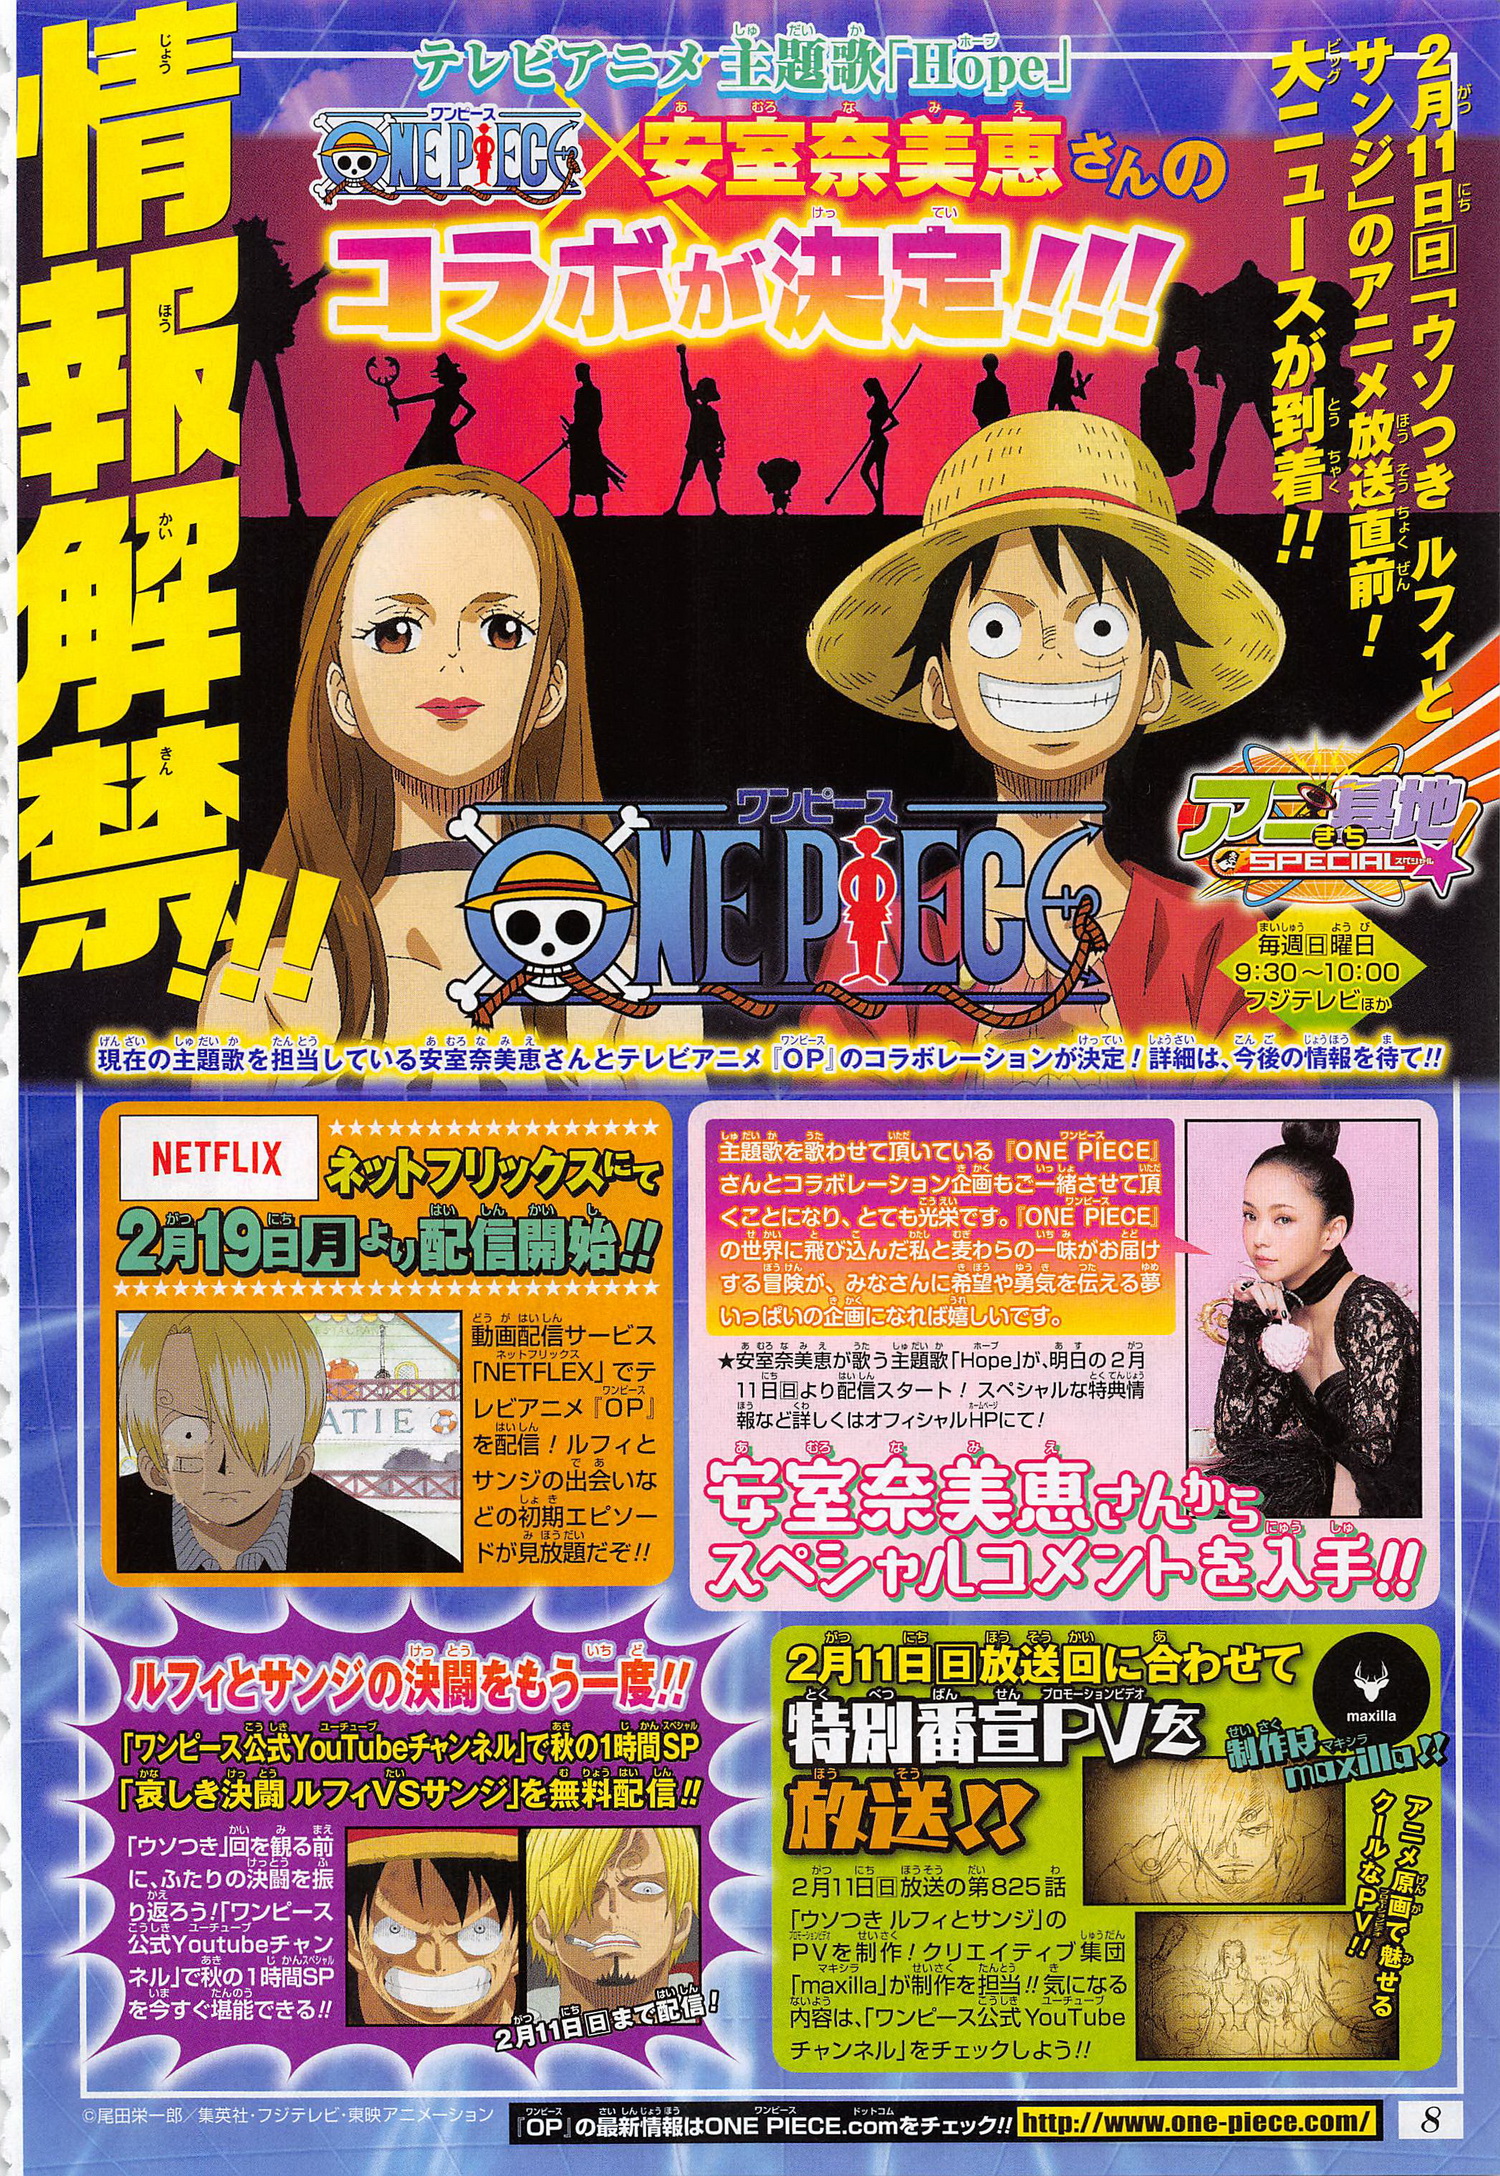 情報解禁!!!
テレビアニメ 主題歌「Hope」
ワンピース
ONE PIECE
×
安室奈美恵さんの
コラボが決定!!!
2月11日日「ウソつき ルフィと
サンジ」のアニメ放送直前!
大ニュースが到着!!
アニ基地
きち
SPECIAL スペシャル
毎週日曜日
9:30～10:00
フジテレビほか
ワンピース
ONE PIECE
現在の主題歌を担当している安室奈美恵さんとテレビアニメ『OP』のコラボレーションが決定! 詳細は、今後の情報を待て!!
NETFLIX
ネットフリックスにて
2月19日月より配信開始!!
動画配信サービス
「NETFLEX」でテ
レビアニメ『OP』
を配信! ルフィと
サンジの出会いな
どの初期エピソー
ドが見放題だぞ!!
主題歌を歌わせて頂いている『ONE PIECE』
さんとコラボレーション企画もご一緒させて頂
くことになり、とても光栄です。『ONE PIECE』
の世界に飛び込んだ私と麦わらの一味がお届け
する冒険が、みなさんに希望や勇気を伝える夢
いっぱいの企画になれば嬉しいです。
★安室奈美恵が歌う主題歌「Hope」が、明日の2月
11日日より配信スタート! スペシャルな特典情
報など詳しくはオフィシャルHPにて!
安室奈美恵さんから
スペシャルコメントを入手!!
ルフィとサンジの決闘をもう一度!!
「ワンピース公式YouTubeチャンネル」で秋の1時間SP
「哀しき決闘 ルフィVSサンジ」を無料配信!!
「ウソつき」回を観る前
に、ふたりの決闘を振
り返ろう!「ワンピース
公式Youtubeチャン
ネル」で秋の1時間SP
を今すぐ堪能できる!!
2月11日日まで配信!
2月11日日放送回に合わせて
特別番宣PVを
放送!!
maxilla
制作はmaxilla!!
アニメ原画で魅せる
クールなPV!!
2月11日日放送の第825話
「ウソつき ルフィとサンジ」の
PVを制作! クリエイティブ集団
「maxilla」が制作を担当!! 気になる
内容は、「ワンピース公式 YouTube
チャンネル」をチェックしよう!!
©尾田栄一郎／集英社・フジテレビ・東映アニメーション
『OP』の最新情報はONE PIECE.comをチェック!! http://www.one-piece.com/
8